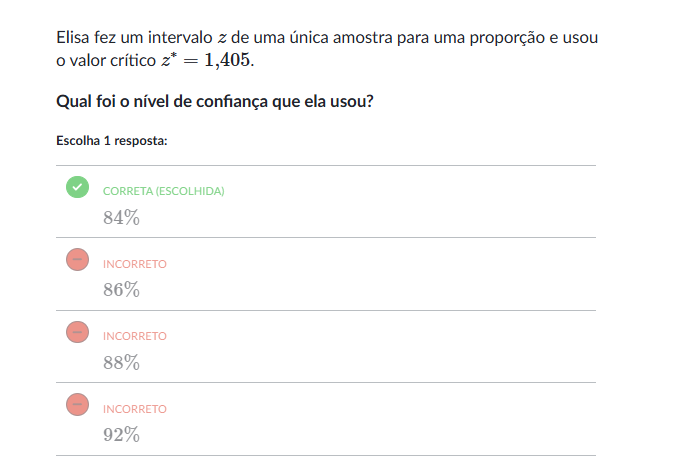 Elisa fez um intervalo z de uma única amostra para uma proporção e usou
o valor crítico z* = 1,405.
Qual foi o nível de confiança que ela usou?
Escolha 1 resposta:
CORRETA (ESCOLHIDA)
84%
INCORRETO
86%
INCORRETO
88%
INCORRETO
92%